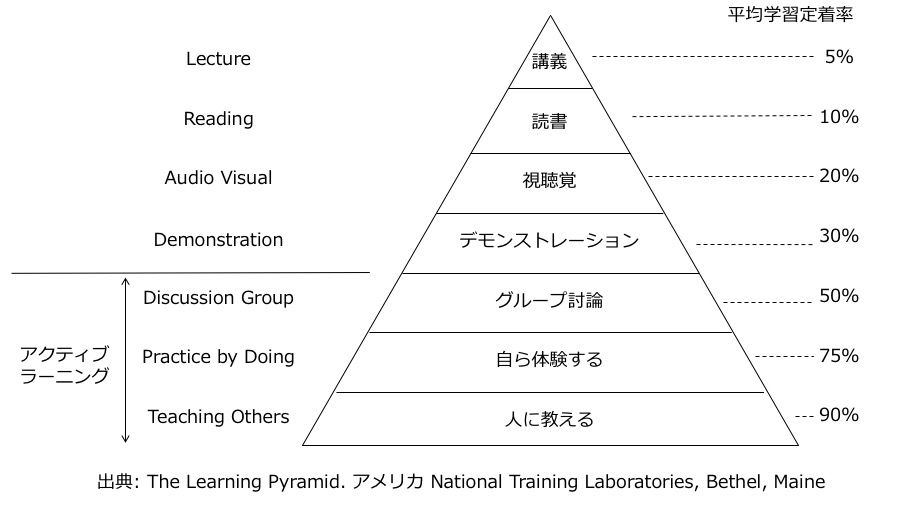 平均学習定着率
Lecture 講義 5%
Reading 読書 10%
Audio Visual 視聴覚 20%
Demonstration デモンストレーション 30%
Discussion Group グループ討論 50%
アクティブ
ラーニング
Practice by Doing 自ら体験する 75%
Teaching Others 人に教える 90%
出典: The Learning Pyramid. アメリカ National Training Laboratories, Bethel, Maine